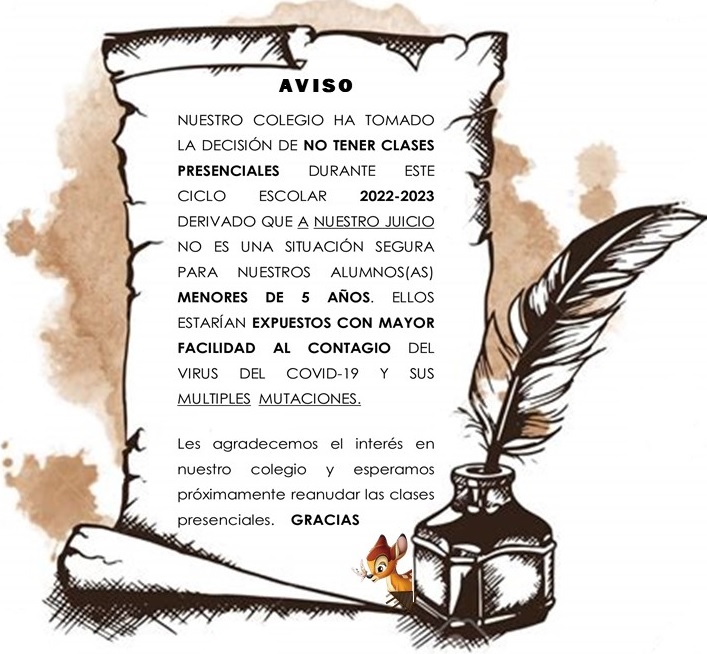 AVISO
NUESTRO COLEGIO HA TOMADO
LA DECISIÓN DE NO TENER CLASES
PRESENCIALES DURANTE ESTE
CICLO ESCOLAR 2022-2023
DERIVADO QUE A NUESTRO JUICIO
NO ES UNA SITUACIÓN SEGURA
PARA NUESTROS ALUMNOS(AS)
MENORES DE 5 AÑOS. ELLOS
ESTARÍAN EXPUESTOS CON MAYOR
FACILIDAD AL CONTAGIO DEL
VIRUS DEL COVID-19 Y SUS
MULTIPLES MUTACIONES.
Les agradecemos el interés en
nuestro colegio y esperamos
próximamente reanudar las clases
presenciales. GRACIAS